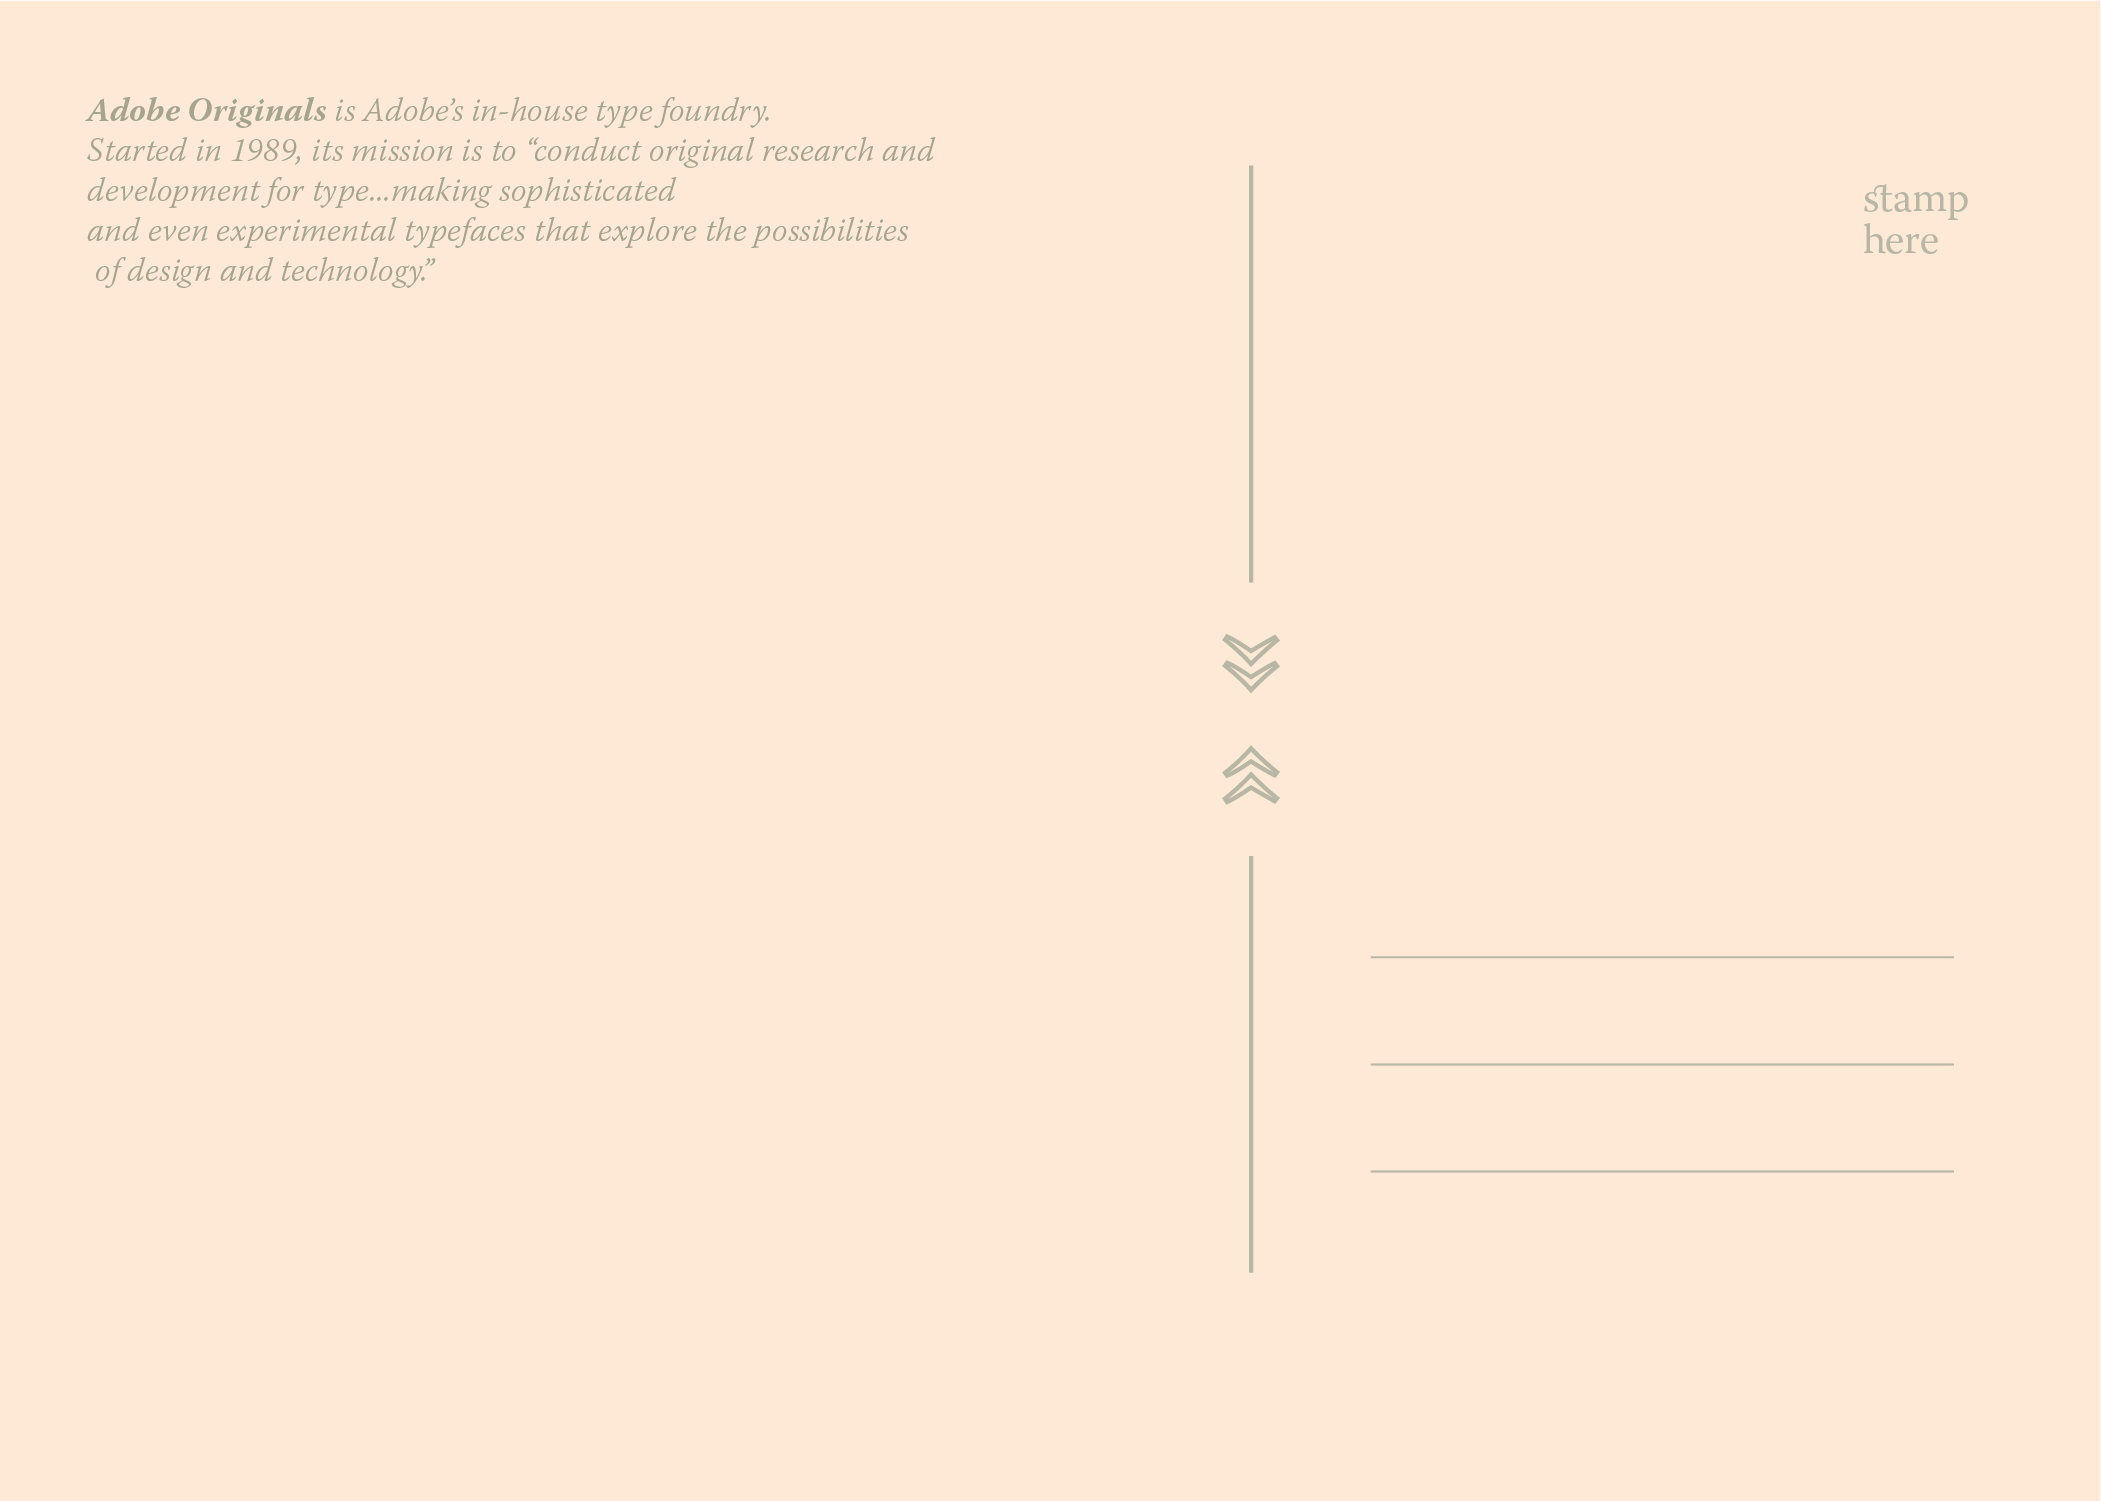 Adobe Originals is Adobe’s in-house type foundry.
Started in 1989, its mission is to “conduct original research and
development for type...making sophisticated
and even experimental typefaces that explore the possibilities
of design and technology.”
stamp
here